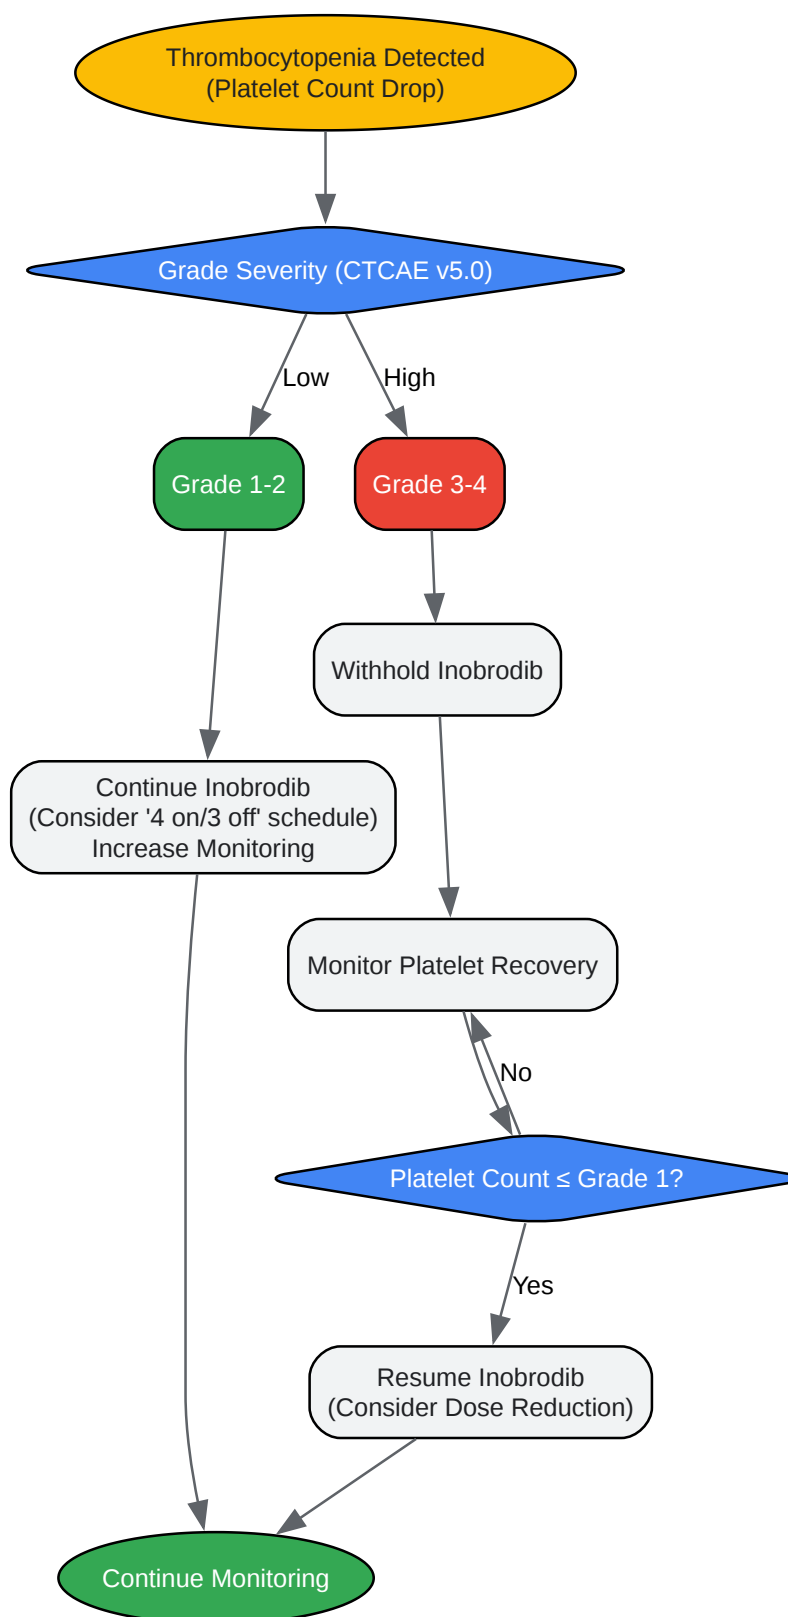 Thrombocytopenia Detected
(Platelet Count Drop)
Grade Severity (CTCAE v5.0)
Low
High
Grade 1-2
Grade 3-4
Withhold Inobrodib
Continue Inobrodib
(Consider '4 on/3 off' schedule)
Increase Monitoring
Monitor Platelet Recovery
No
Platelet Count ≤ Grade 1?
Yes
Resume Inobrodib
(Consider Dose Reduction)
Continue Monitoring